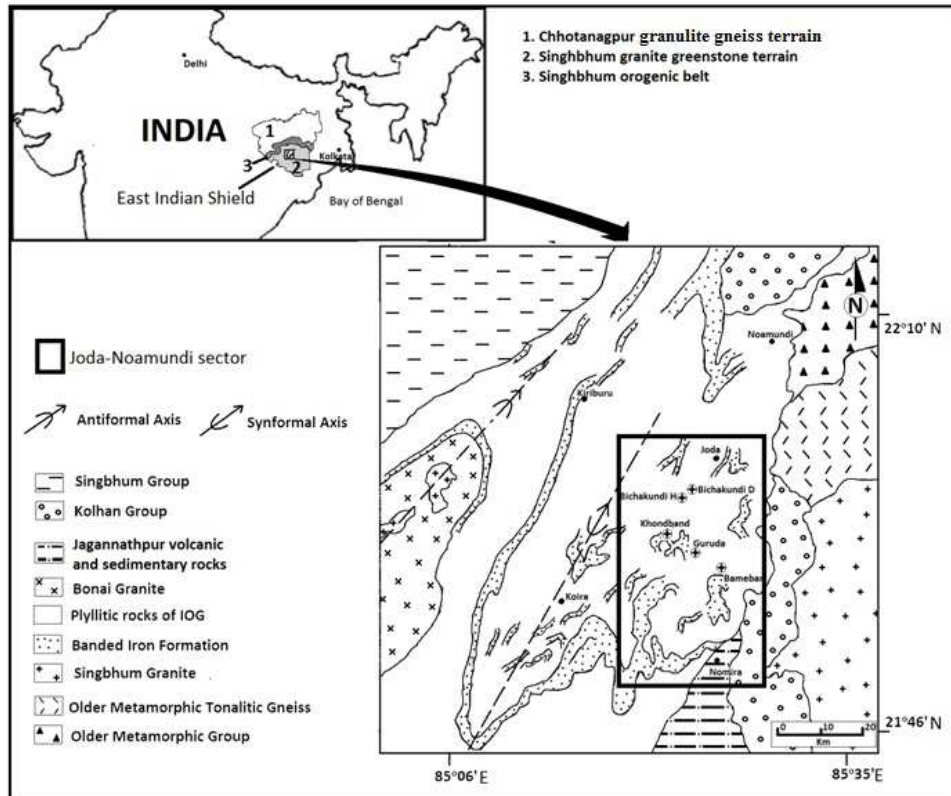 1. Chhotanagpur granulite gneiss terrain
2. Singhbhum granite greenstone terrain
3. Singhbhum orogenic belt
Delhi
INDIA
1
Kolkata
3
2
East Indian Shield
Bay of Bengal
N
22°10' N
Noamundi
Kiriburu
Joda-Noamundi sector
Antiformal Axis
Synformal Axis
Joda
Bichakundi D
Bichakundi H
Khondband
Guruda
Bamebari
Koira
Nomira
Singbhum Group
Kolhan Group
Jagannathpur volcanic
and sedimentary rocks
Bonai Granite
Plyllitic rocks of IOG
Banded Iron Formation
Singbhum Granite
Older Metamorphic Tonalitic Gneiss
Older Metamorphic Group
0 10 20
Km
21°46' N
85°06' E
85°35' E